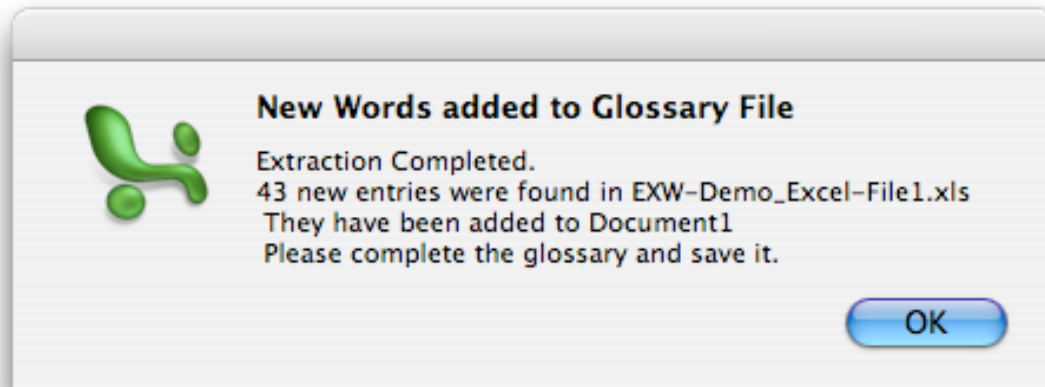 New Words added to Glossary File
Extraction Completed.
43 new entries were found in EXW-Demo_Excel-File1.xls
They have been added to Document1
Please complete the glossary and save it.
OK